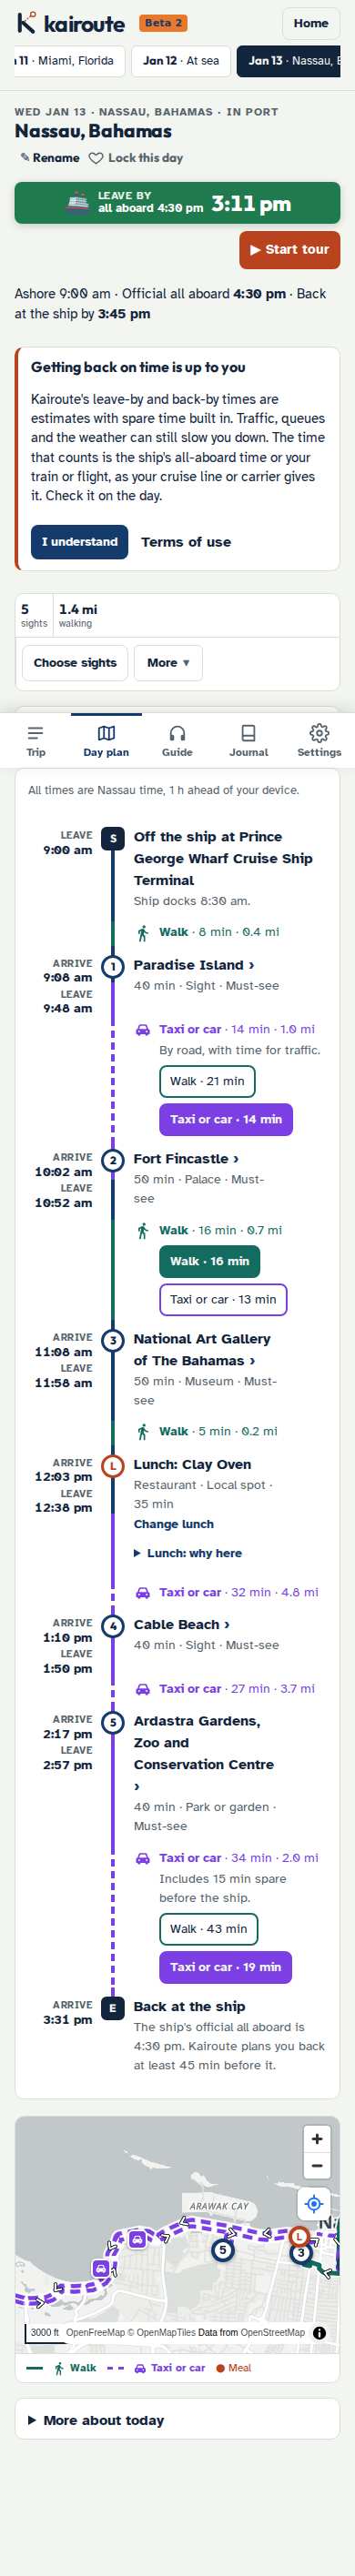 kairoute Beta 2 Home
11 · Miami, Florida Jan 12 · At sea Jan 13 · Nassau,
WED JAN 13 · NASSAU, BAHAMAS · IN PORT
Nassau, Bahamas
✎ Rename Lock this day
LEAVE BY
all aboard 4:30 pm 3:11 pm
▶ Start tour
Ashore 9:00 am · Official all aboard 4:30 pm · Back
at the ship by 3:45 pm
Getting back on time is up to you
Kairoute's leave-by and back-by times are
estimates with spare time built in. Traffic, queues
and the weather can still slow you down. The time
that counts is the ship's all-aboard time or your
train or flight, as your cruise line or carrier gives
it. Check it on the day.
I understand Terms of use
5 1.4 mi
sights walking
Choose sights More ▾
Trip Day plan Guide Journal Settings
All times are Nassau time, 1 h ahead of your device.
LEAVE
9:00 am
S
Off the ship at Prince
George Wharf Cruise Ship
Terminal
Ship docks 8:30 am.
Walk · 8 min · 0.4 mi
ARRIVE
9:08 am
LEAVE
9:48 am
1
Paradise Island ›
40 min · Sight · Must-see
Taxi or car · 14 min · 1.0 mi
By road, with time for traffic.
Walk · 21 min
Taxi or car · 14 min
ARRIVE
10:02 am
LEAVE
10:52 am
2
Fort Fincastle ›
50 min · Palace · Must-
see
Walk · 16 min · 0.7 mi
Walk · 16 min
Taxi or car · 13 min
ARRIVE
11:08 am
LEAVE
11:58 am
3
National Art Gallery
of The Bahamas ›
50 min · Museum · Must-
see
Walk · 5 min · 0.2 mi
ARRIVE
12:03 pm
LEAVE
12:38 pm
L
Lunch: Clay Oven
Restaurant · Local spot ·
35 min
Change lunch
▶ Lunch: why here
Taxi or car · 32 min · 4.8 mi
ARRIVE
1:10 pm
LEAVE
1:50 pm
4
Cable Beach ›
40 min · Sight · Must-see
Taxi or car · 27 min · 3.7 mi
ARRIVE
2:17 pm
LEAVE
2:57 pm
5
Ardastra Gardens,
Zoo and
Conservation Centre
›
40 min · Park or garden ·
Must-see
Taxi or car · 34 min · 2.0 mi
Includes 15 min spare
before the ship.
Walk · 43 min
Taxi or car · 19 min
ARRIVE
3:31 pm
E
Back at the ship
The ship's official all aboard is
4:30 pm. Kairoute plans you back
at least 45 min before it.
+
−
ARAWAK CAY
5 L 3
3000 ft OpenFreeMap © OpenMapTiles Data from OpenStreetMap
Walk Taxi or car Meal
▶ More about today